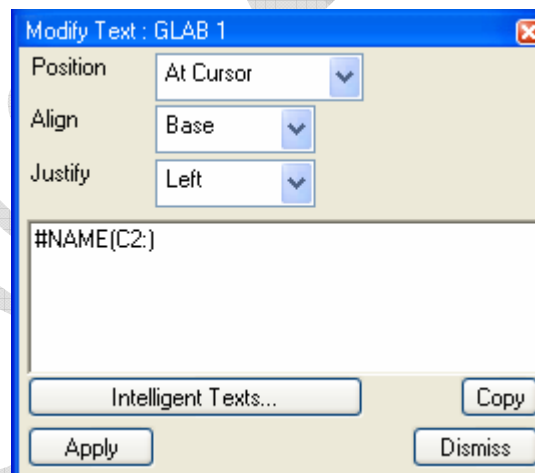 Modify Text : GLAB 1
Position At Cursor
Align Base
Justify Left
#NAME(C2:)
Intelligent Texts... Copy
Apply Dismiss